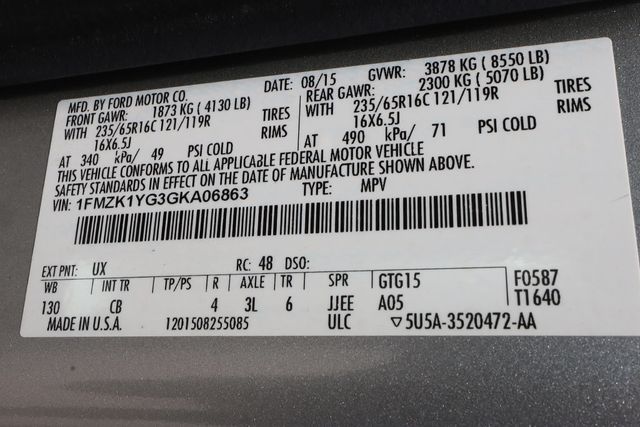 MFD. BY FORD MOTOR CO. DATE: 08/15 GVWR: 3878 KG ( 8550 LB)
FRONT GAWR: 1873 KG ( 4130 LB) REAR GAWR: 2300 KG ( 5070 LB)
WITH 235/65R16C 121/119R TIRES WITH 235/65R16C 121/119R TIRES
16X6.5J RIMS 16X6.5J RIMS
AT 340 kPa/ 49 PSI COLD AT 490 kPa/ 71 PSI COLD
THIS VEHICLE CONFORMS TO ALL APPLICABLE FEDERAL MOTOR VEHICLE
SAFETY STANDARDS IN EFFECT ON THE DATE OF MANUFACTURE SHOWN ABOVE.
VIN: 1FMZK1YG3GKA06863 TYPE: MPV
EXT PNT: UX RC: 48 DSO:
WB INT TR TP/PS R AXLE TR SPR GTG15 F0587
130 CB 4 3L 6 JJEE A05 T1640
MADE IN U.S.A. 1201508255085 ULC ▽5U5A-3520472-AA